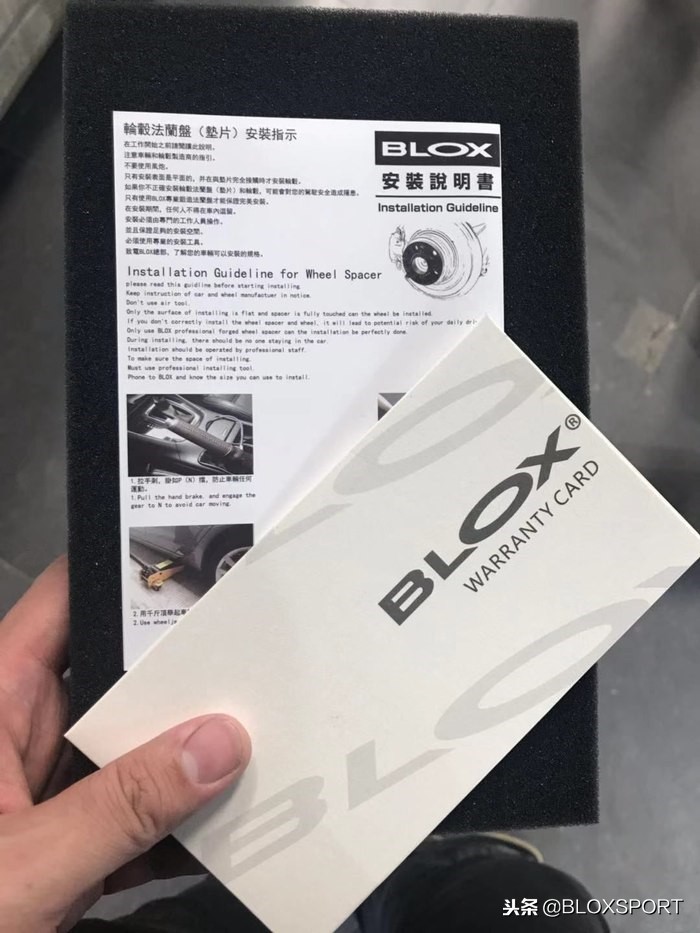 輪轂法蘭盤（墊片）安裝指示
在工作開始之前請閱讀此說明。
注意車輛和輪轂製造商的指引。
不要使用風炮。
只有安裝表面是平面的，并在與墊片完全接觸時才安裝輪轂。
如果你不正確安裝輪轂法蘭盤（墊片）和輪轂，可能會對您的駕駛安全造成隱患。
只有使用BLOX專業鍛造法蘭盤才能保證完美安裝。
在安裝期間，任何人不得在車內逗留。
安裝必須由專門的工作人員操作。
並且保證足夠的安裝空間。
必須使用專業的安裝工具。
致電BLOX總部，了解您的車輛可以安裝的規格。
BLOX
安裝說明書
Installation Guideline
Installation Guideline for Wheel Spacer
please read this guidline before starting installing
Keep instruction of car and wheel manufactuer in notice.
Don't use air tool.
Only the surface of installing is flat and spacer is fully touched can the wheel be installed.
If you don't correctly install the wheel spacer and wheel, it will lead to potential risk of your daily
Only use BLOX professional forged wheel spacer can the installation be perfectly done.
During installing, there should be no one staying in the car.
Installation should be operated by professional staff.
To make sure the space of installing.
Must use professional installing tool.
Phone to BLOX and know the size you can use to install.
1.拉手刹，掛如P（N）擋，防止車輛任何
運動。
1.Pull the hand brake, and engage the
gear to N to avoid car moving.
2.用千斤頂舉起車
2.Use
BLOX®
WARRANTY CARD
BLOX
头条 @BLOXSPORT